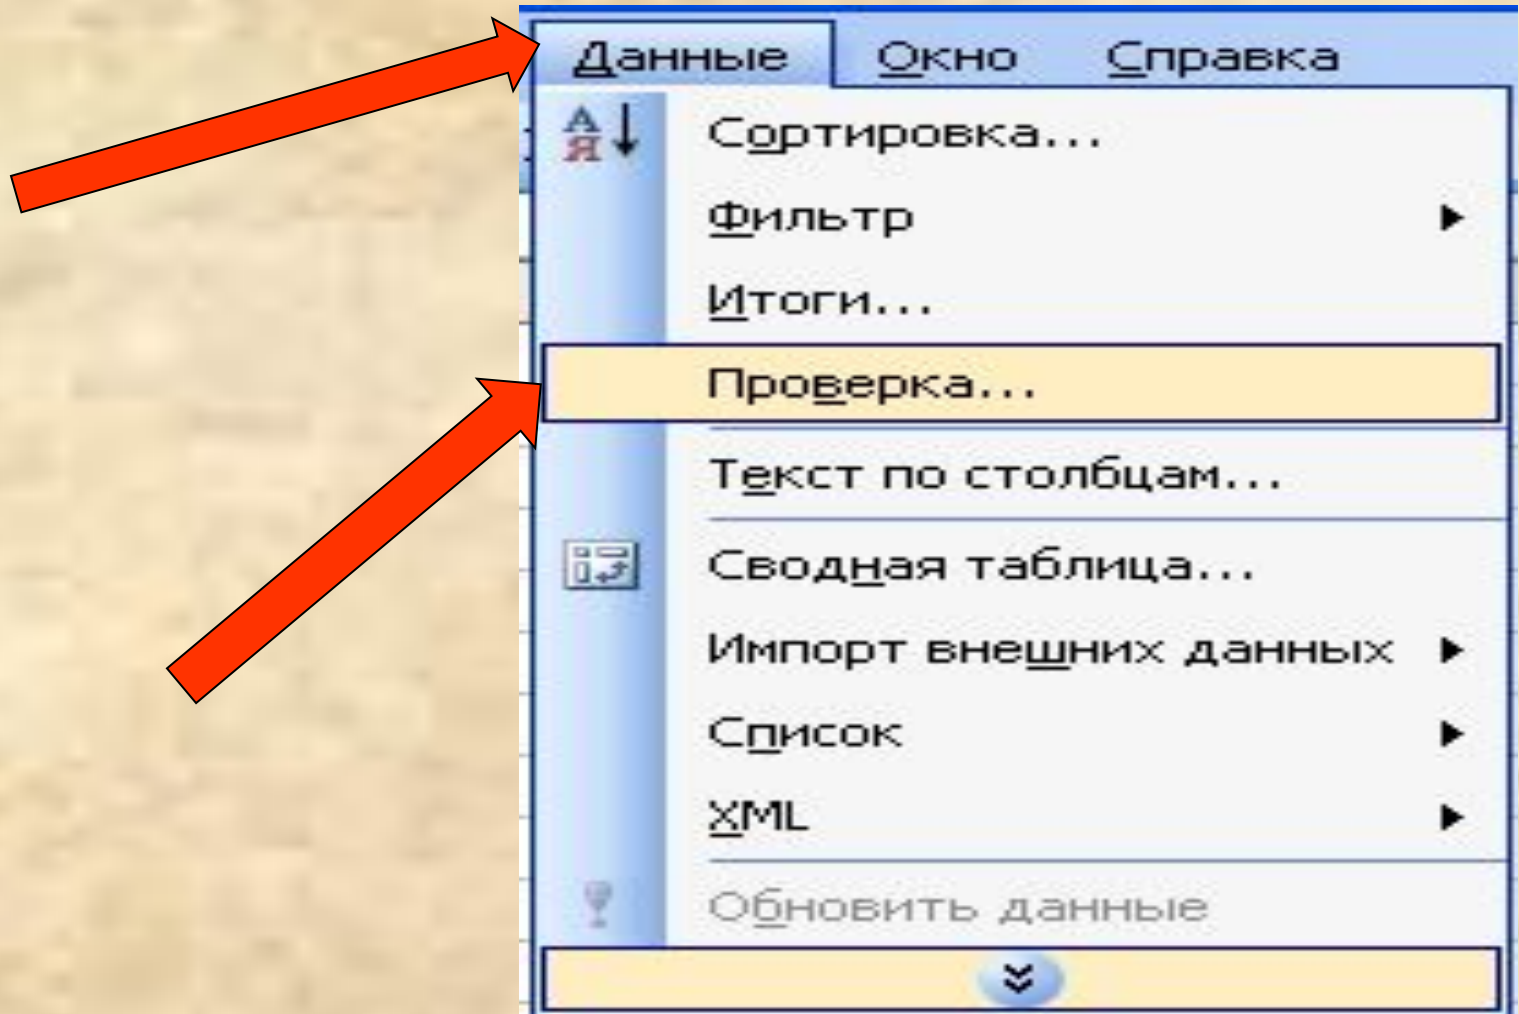 Данные Окно Справка
Сортировка...
Фильтр
Итоги...
Проверка...
Текст по столбцам...
Сводная таблица...
Импорт внешних данных
Список
XML
Обновить данные